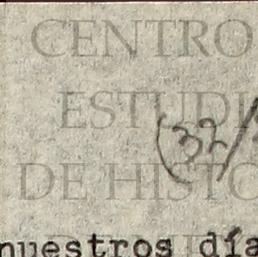 CENTRO
ESTUDI
(32/
DE HISTO
nuestros día